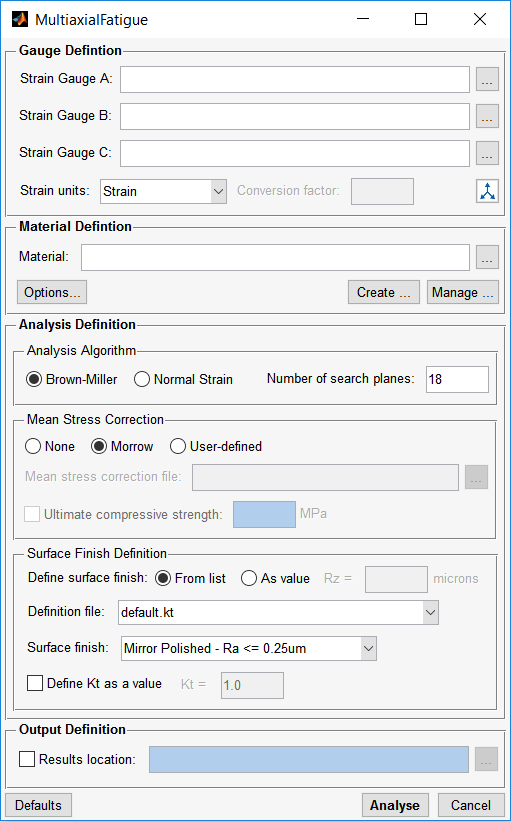 MultiaxialFatigue
Gauge Defintion
Strain Gauge A:
...
Strain Gauge B:
...
Strain Gauge C:
...
Strain units: Strain Conversion factor:
Material Defintion
Material:
...
Options... Create ... Manage ...
Analysis Definition
Analysis Algorithm
Brown-Miller Normal Strain Number of search planes: 18
Mean Stress Correction
None Morrow User-defined
Mean stress correction file: ...
Ultimate compressive strength: MPa
Surface Finish Definition
Define surface finish: From list As value Rz = microns
Definition file: default.kt
Surface finish: Mirror Polished - Ra <= 0.25um
Define Kt as a value Kt = 1.0
Output Definition
Results location: ...
Defaults Analyse Cancel